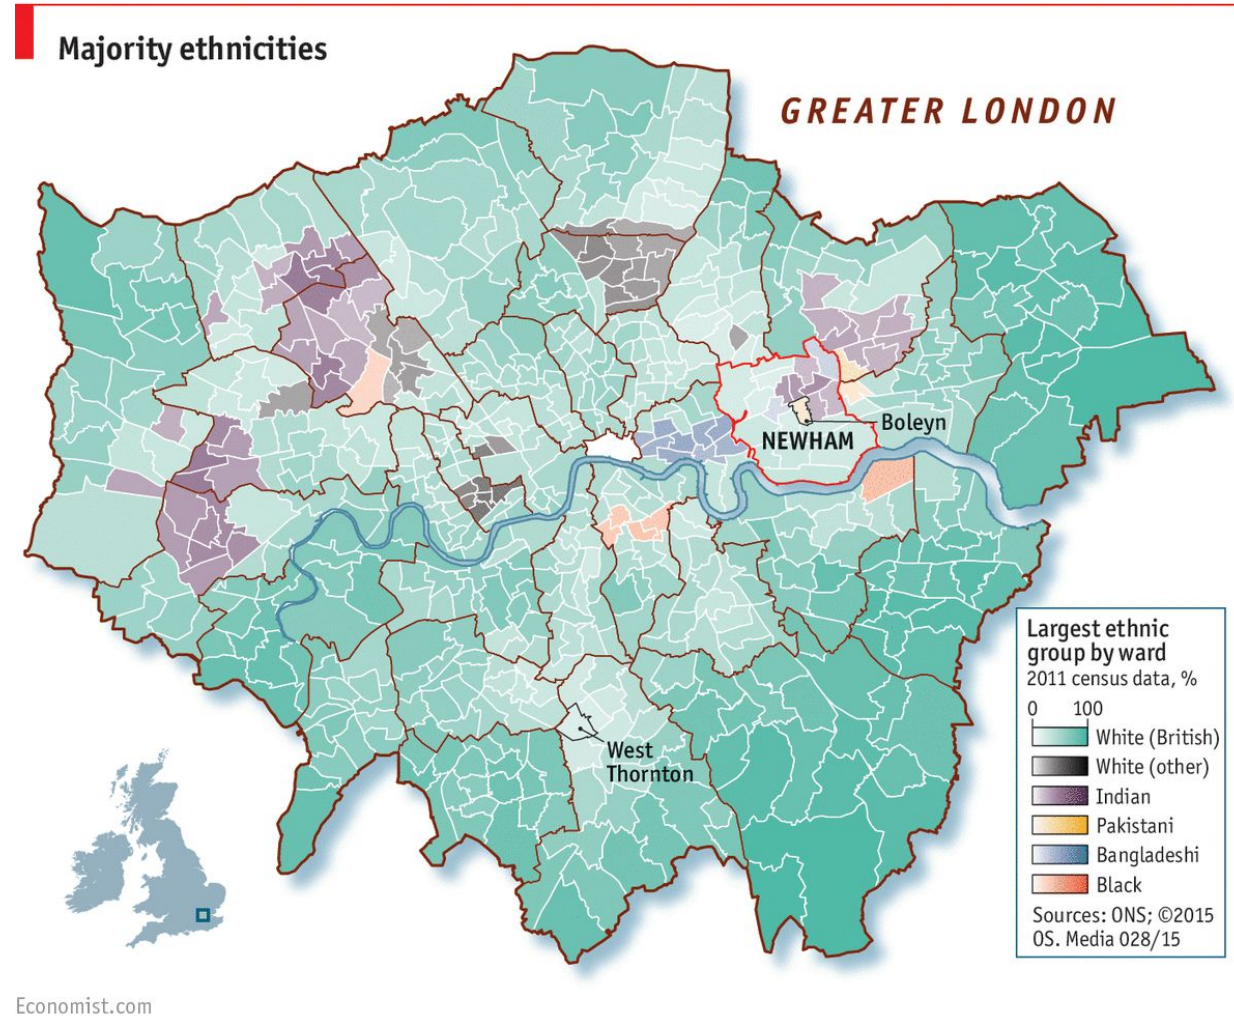 Majority ethnicities
GREATER LONDON
Boleyn
NEWHAM
West
Thornton
Largest ethnic
group by ward
2011 census data, %
0 100
White (British)
White (other)
Indian
Pakistani
Bangladeshi
Black
Sources: ONS; ©2015
OS. Media 028/15
Economist.com